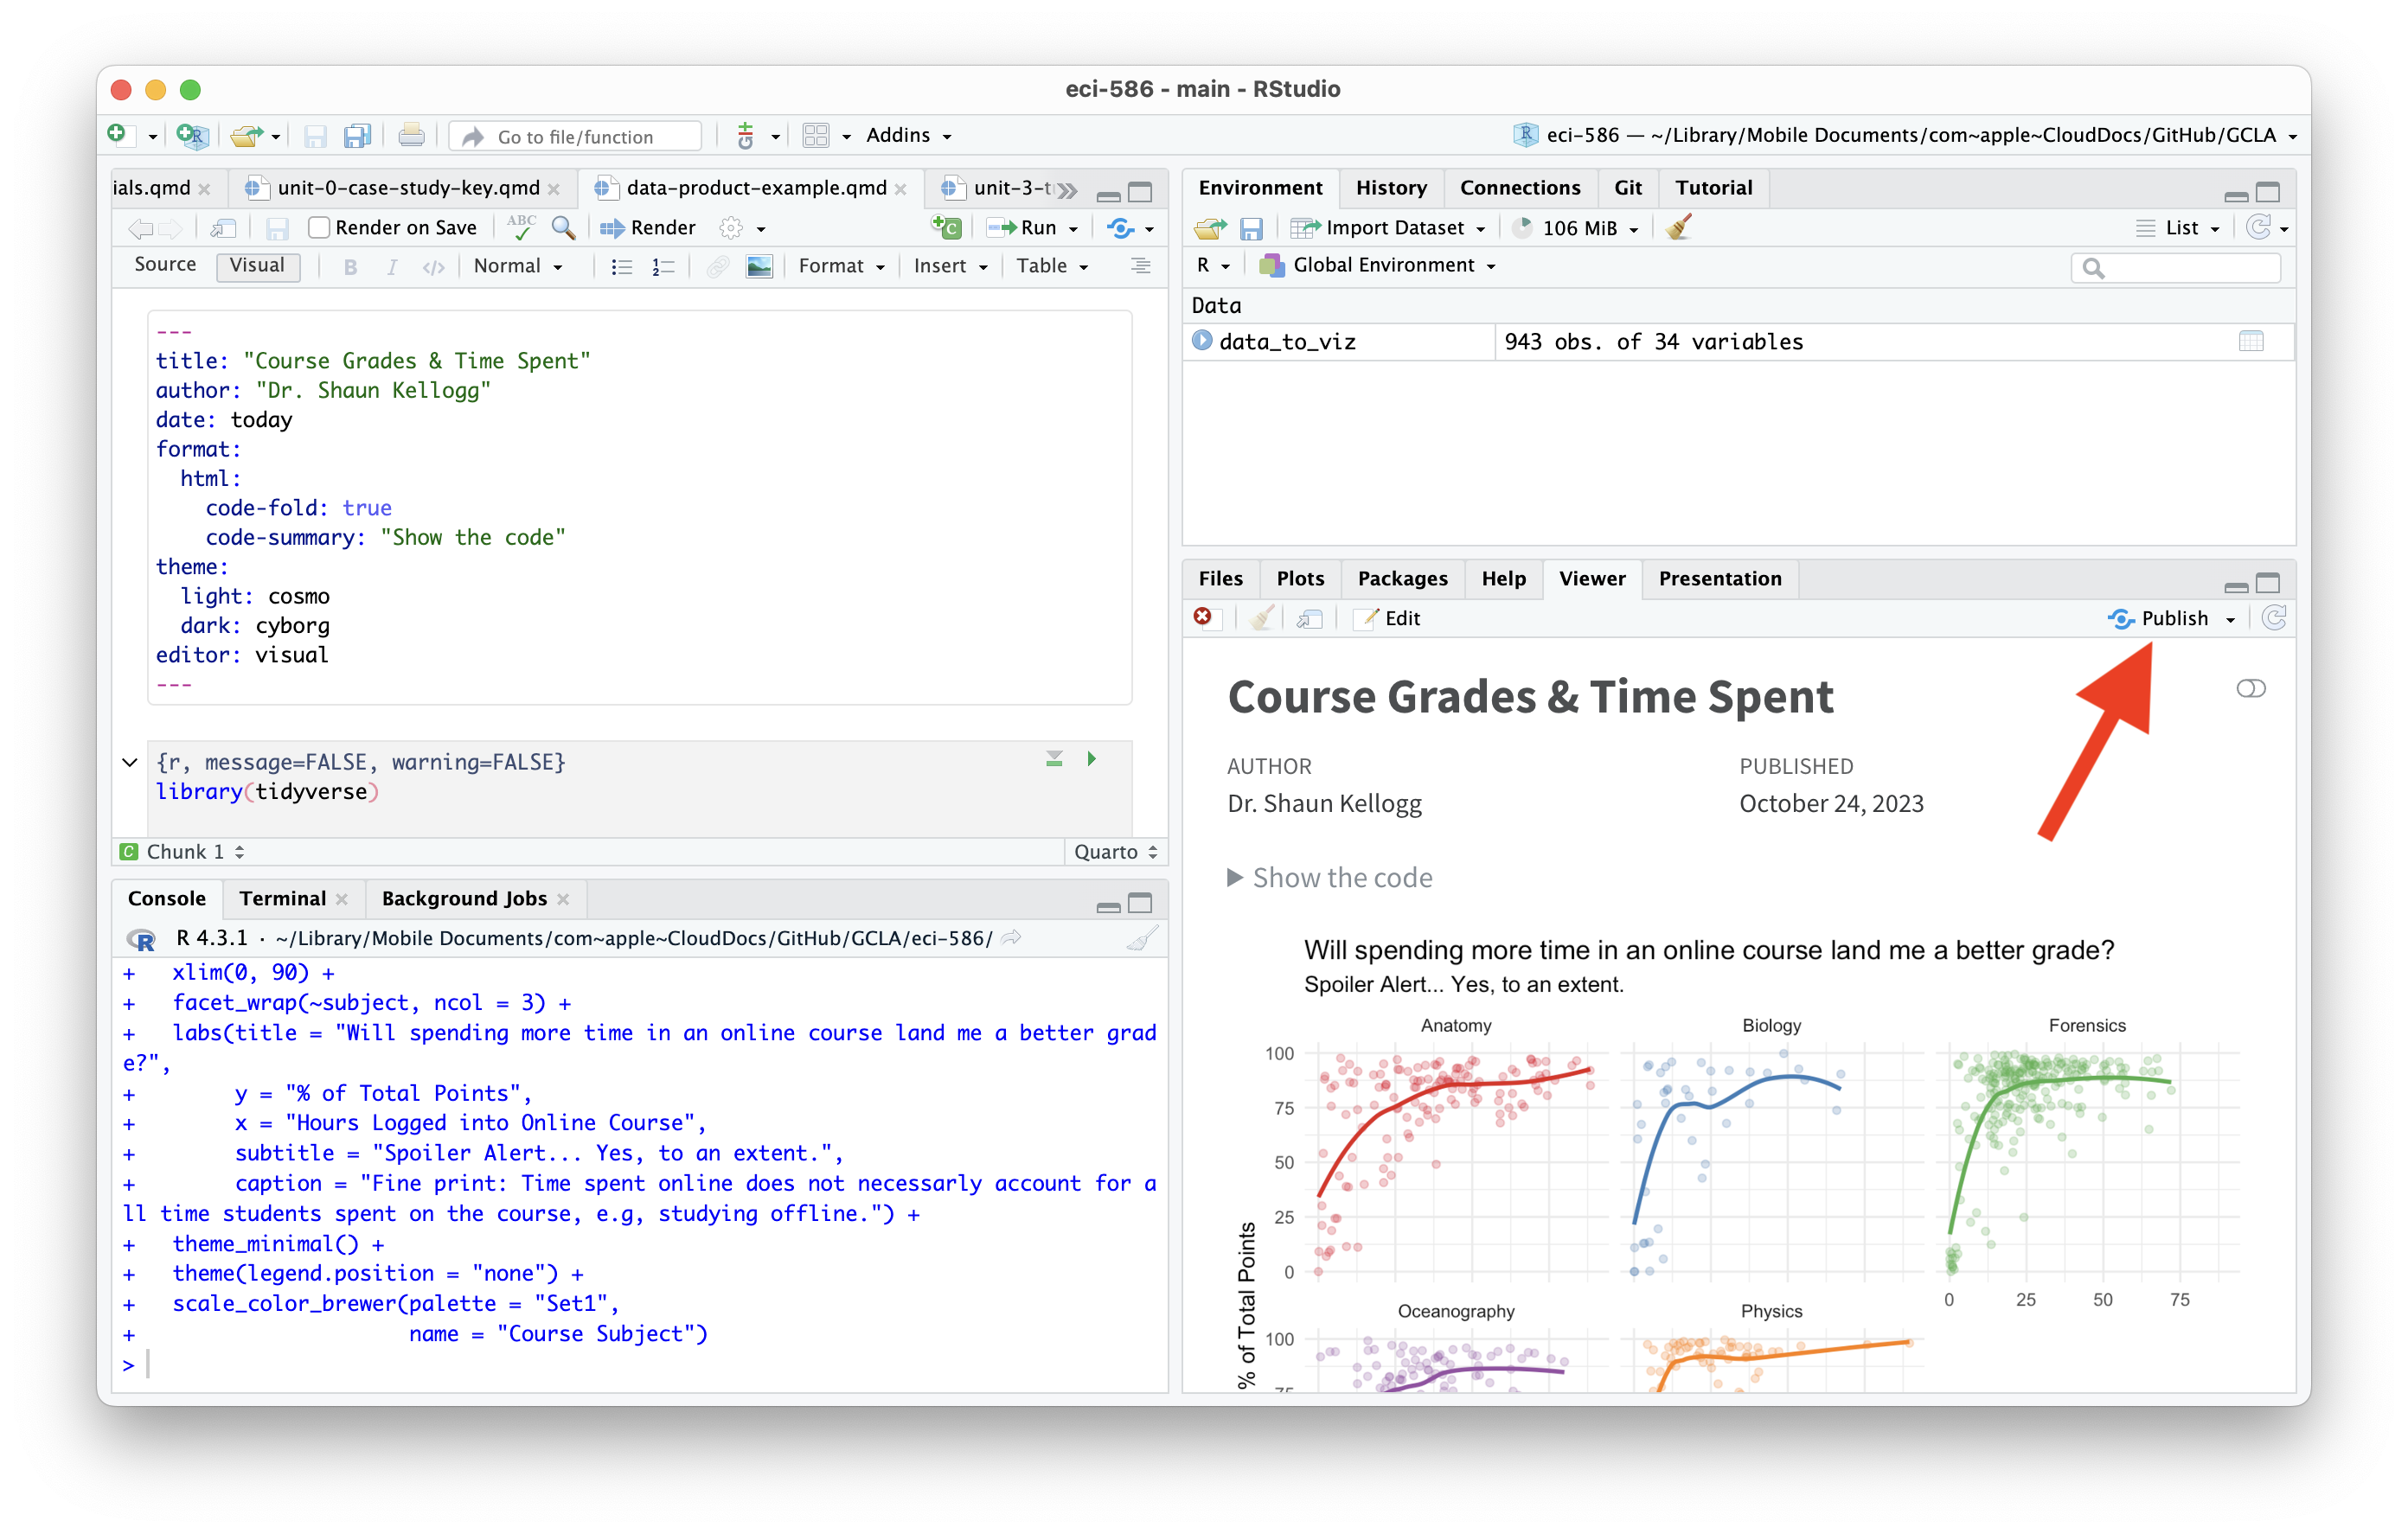 eci-586 - main - RStudio
Go to file/function
Addins
eci-586 — ~/Library/Mobile Documents/com~apple~CloudDocs/GitHub/GCLA
ials.qmd
unit-0-case-study-key.qmd
data-product-example.qmd
unit-3-t
Render on Save
ABC
Render
Run
Source
Visual
B
I
</>
Normal
Format
Insert
Table
---
title: "Course Grades & Time Spent"
author: "Dr. Shaun Kellogg"
date: today
format:
html:
code-fold: true
code-summary: "Show the code"
theme:
light: cosmo
dark: cyborg
editor: visual
---
{r, message=FALSE, warning=FALSE}
library(tidyverse)
C Chunk 1
Quarto
Console
Terminal
Background Jobs
R 4.3.1 · ~/Library/Mobile Documents/com~apple~CloudDocs/GitHub/GCLA/eci-586/
+ xlim(0, 90) +
+ facet_wrap(~subject, ncol = 3) +
+ labs(title = "Will spending more time in an online course land me a better grad
e?",
+ y = "% of Total Points",
+ x = "Hours Logged into Online Course",
+ subtitle = "Spoiler Alert... Yes, to an extent.",
+ caption = "Fine print: Time spent online does not necessarly account for a
ll time students spent on the course, e.g, studying offline.") +
+ theme_minimal() +
+ theme(legend.position = "none") +
+ scale_color_brewer(palette = "Set1",
+ name = "Course Subject")
>
Environment
History
Connections
Git
Tutorial
Import Dataset
106 MiB
List
R
Global Environment
Data
data_to_viz
943 obs. of 34 variables
Files
Plots
Packages
Help
Viewer
Presentation
Edit
Publish
Course Grades & Time Spent
AUTHOR
PUBLISHED
Dr. Shaun Kellogg
October 24, 2023
Show the code
Will spending more time in an online course land me a better grade?
Spoiler Alert... Yes, to an extent.
Anatomy
Biology
Forensics
100
75
50
25
0
0 25 50 75
Oceanography
Physics
100
75
% of Total Points